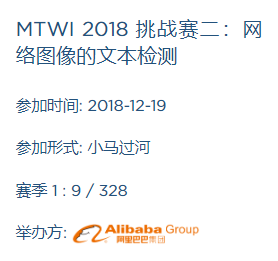 MTWI 2018 挑战赛二：网
络图像的文本检测
参加时间: 2018-12-19
参加形式: 小马过河
赛季 1 : 9 / 328
举办方: Alibaba Group
阿里巴巴集团